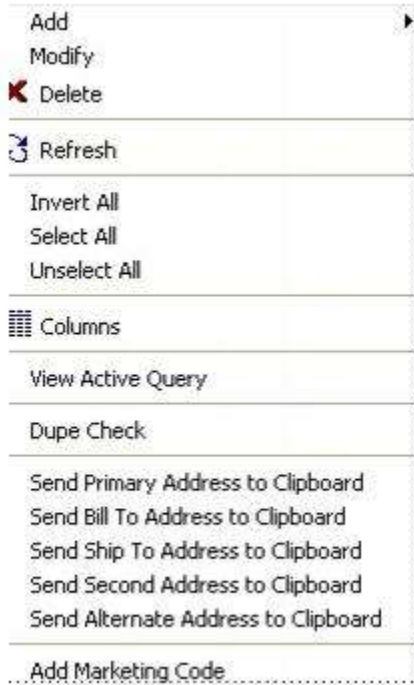 Add
Modify
Delete
Refresh
Invert All
Select All
Unselect All
Columns
View Active Query
Dupe Check
Send Primary Address to Clipboard
Send Bill To Address to Clipboard
Send Ship To Address to Clipboard
Send Second Address to Clipboard
Send Alternate Address to Clipboard
Add Marketing Code